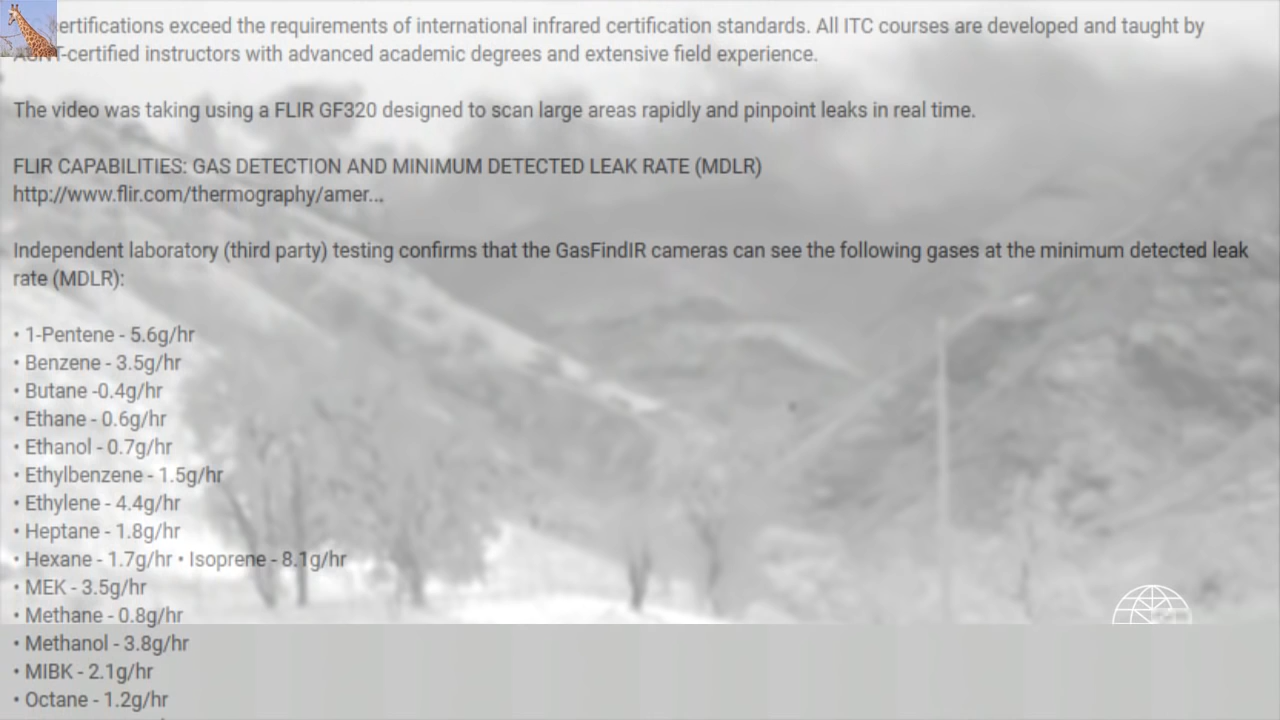 ertifications exceed the requirements of international infrared certification standards. All ITC courses are developed and taught by
-certified instructors with advanced academic degrees and extensive field experience.
The video was taking using a FLIR GF320 designed to scan large areas rapidly and pinpoint leaks in real time.
FLIR CAPABILITIES: GAS DETECTION AND MINIMUM DETECTED LEAK RATE (MDLR)
http://www.flir.com/thermography/amer...
Independent laboratory (third party) testing confirms that the GasFindIR cameras can see the following gases at the minimum detected leak
rate (MDLR):
• 1-Pentene - 5.6g/hr
• Benzene - 3.5g/hr
• Butane -0.4g/hr
• Ethane - 0.6g/hr
• Ethanol - 0.7g/hr
• Ethylbenzene - 1.5g/hr
• Ethylene - 4.4g/hr
• Heptane - 1.8g/hr
• Hexane - 1.7g/hr • Isoprene - 8.1g/hr
• MEK - 3.5g/hr
• Methane - 0.8g/hr
• Methanol - 3.8g/hr
• MIBK - 2.1g/hr
• Octane - 1.2g/hr